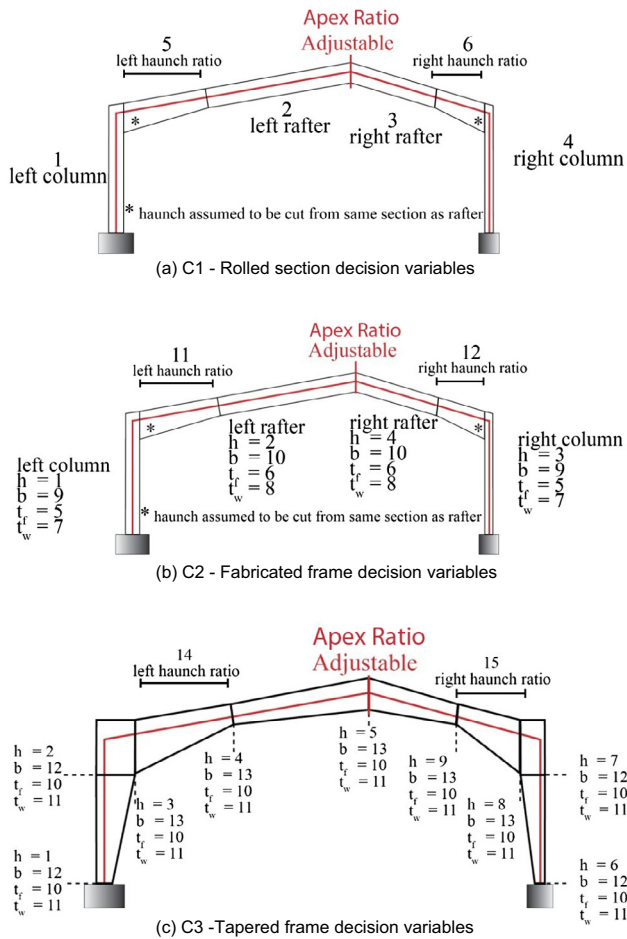 Apex Ratio
Adjustable
5
left haunch ratio
6
right haunch ratio
*
2
left rafter
3
right rafter
*
1
left column
4
right column
* haunch assumed to be cut from same section as rafter
(a) C1 - Rolled section decision variables
Apex Ratio
Adjustable
11
left haunch ratio
12
right haunch ratio
*
*
left column
h = 1
b = 9
tf = 5
tw = 7
left rafter
h = 2
b = 10
tf = 6
tw = 8
right rafter
h = 4
b = 10
tf = 6
tw = 8
right column
h = 3
b = 9
tf = 5
tw = 7
* haunch assumed to be cut from same section as rafter
(b) C2 - Fabricated frame decision variables
Apex Ratio
Adjustable
14
left haunch ratio
15
right haunch ratio
h = 2
b = 12
tf = 10
tw = 11
h = 4
b = 13
tf = 10
tw = 11
h = 5
b = 13
tf = 10
tw = 11
h = 9
b = 13
tf = 10
tw = 11
h = 7
b = 12
tf = 10
tw = 11
h = 3
b = 13
tf = 10
tw = 11
h = 8
b = 13
tf = 10
tw = 11
h = 1
b = 12
tf = 10
tw = 11
h = 6
b = 12
tf = 10
tw = 11
(c) C3 -Tapered frame decision variables